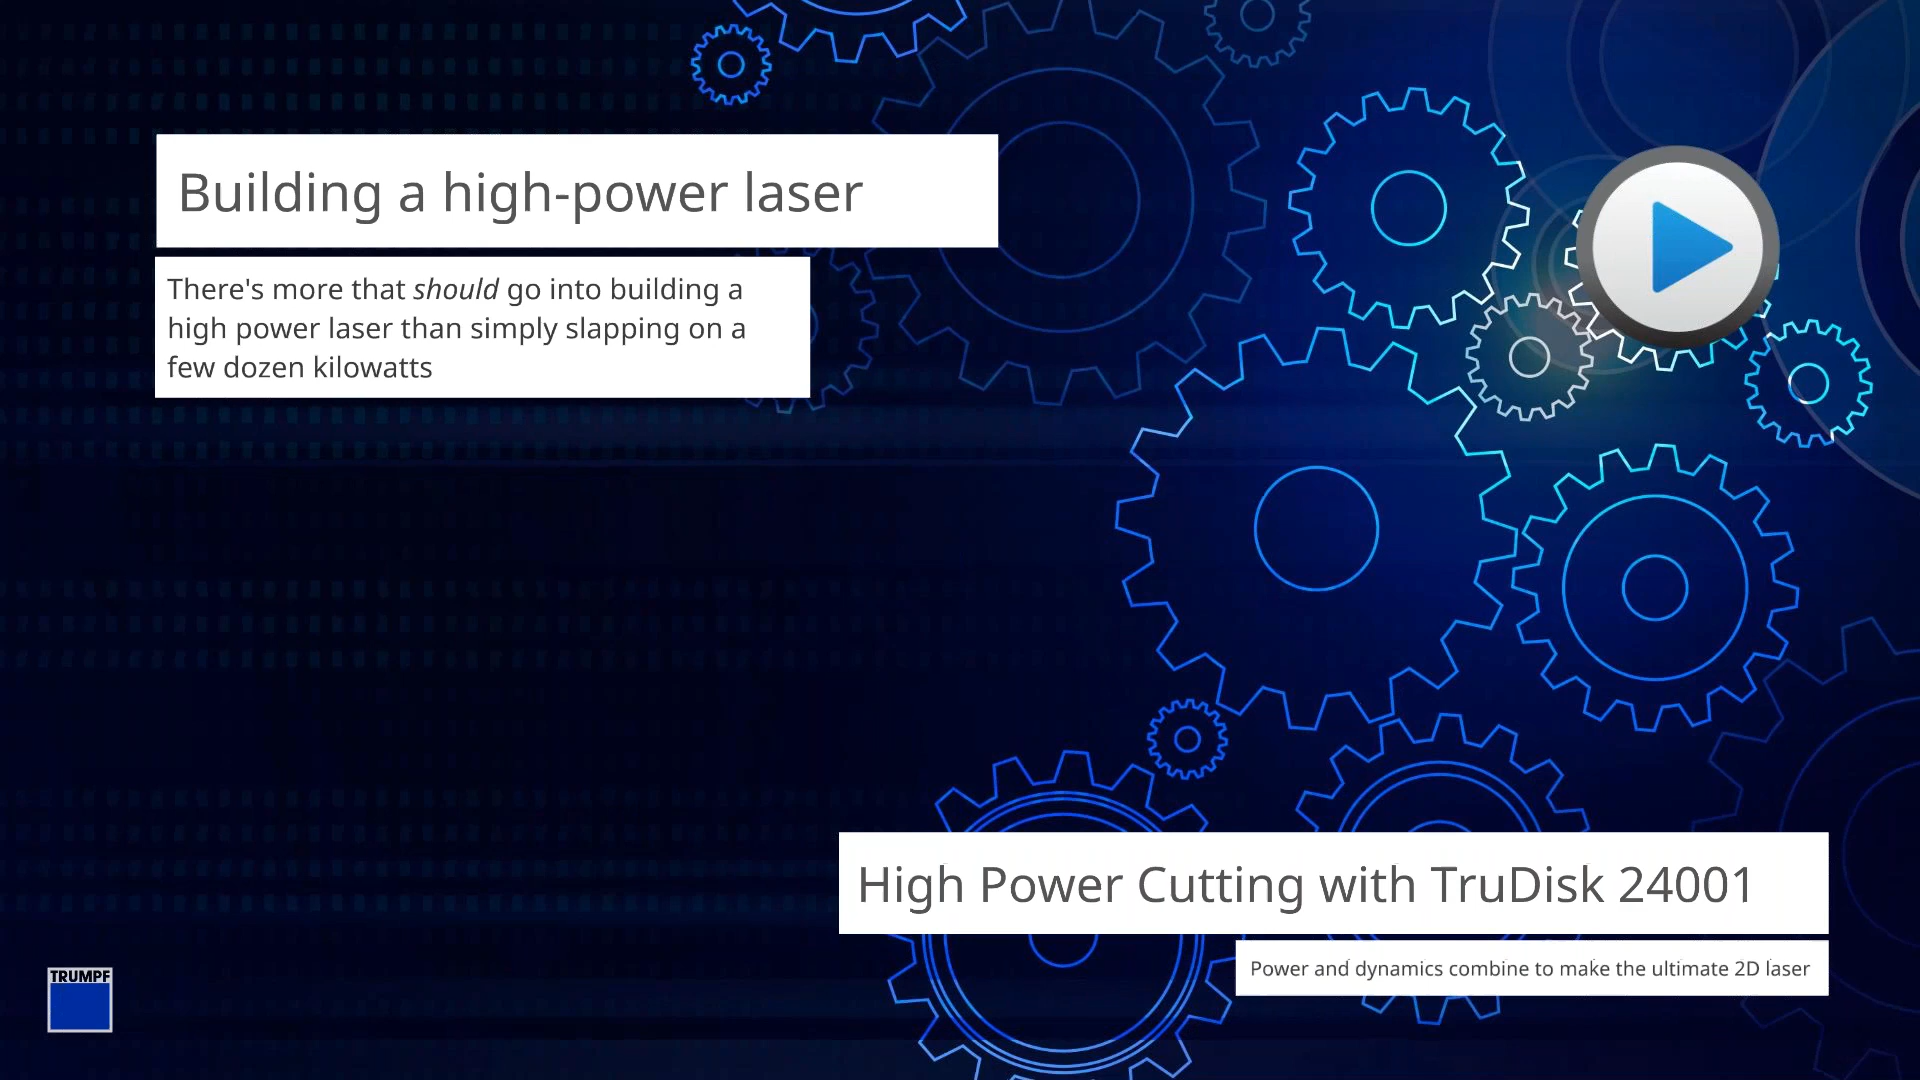 Building a high-power laser
There's more that should go into building a
high power laser than simply slapping on a
few dozen kilowatts
High Power Cutting with TruDisk 24001
Power and dynamics combine to make the ultimate 2D laser
TRUMPF